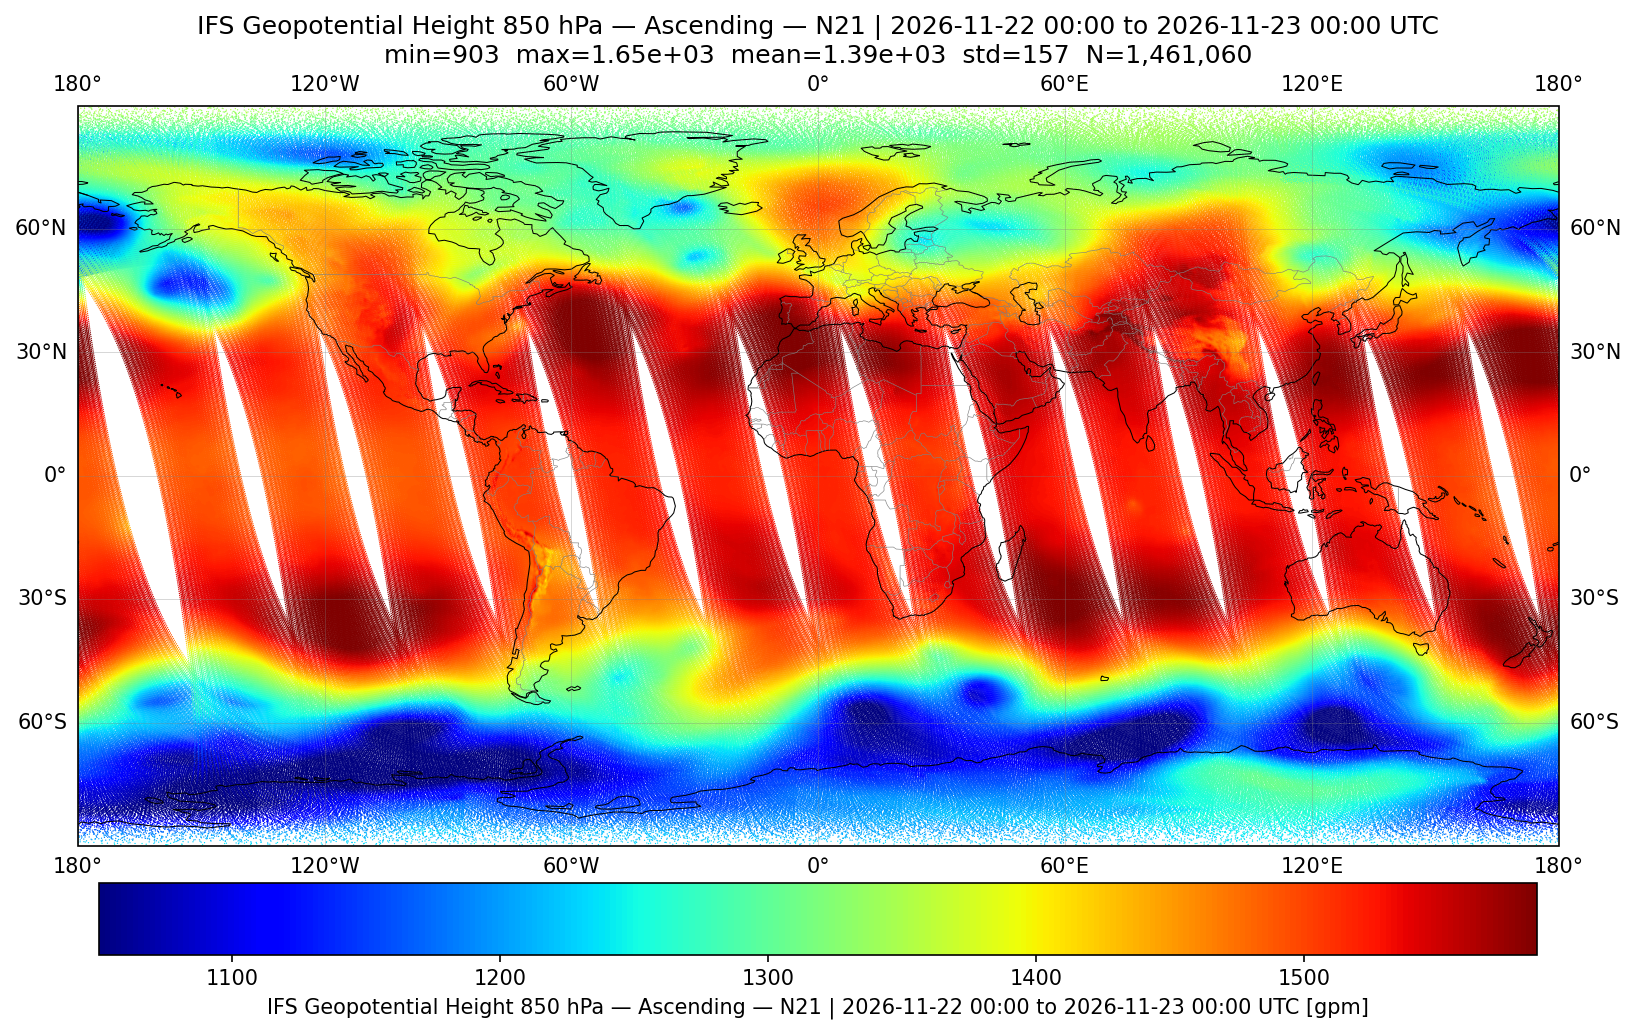 IFS Geopotential Height 850 hPa — Ascending — N21 | 2026-11-22 00:00 to 2026-11-23 00:00 UTC
min=903  max=1.65e+03  mean=1.39e+03  std=157  N=1,461,060
180° 120°W 60°W 0° 60°E 120°E 180°
60°N 60°N
30°N 30°N
0° 0°
30°S 30°S
60°S 60°S
180° 120°W 60°W 0° 60°E 120°E 180°
1100 1200 1300 1400 1500
IFS Geopotential Height 850 hPa — Ascending — N21 | 2026-11-22 00:00 to 2026-11-23 00:00 UTC [gpm]